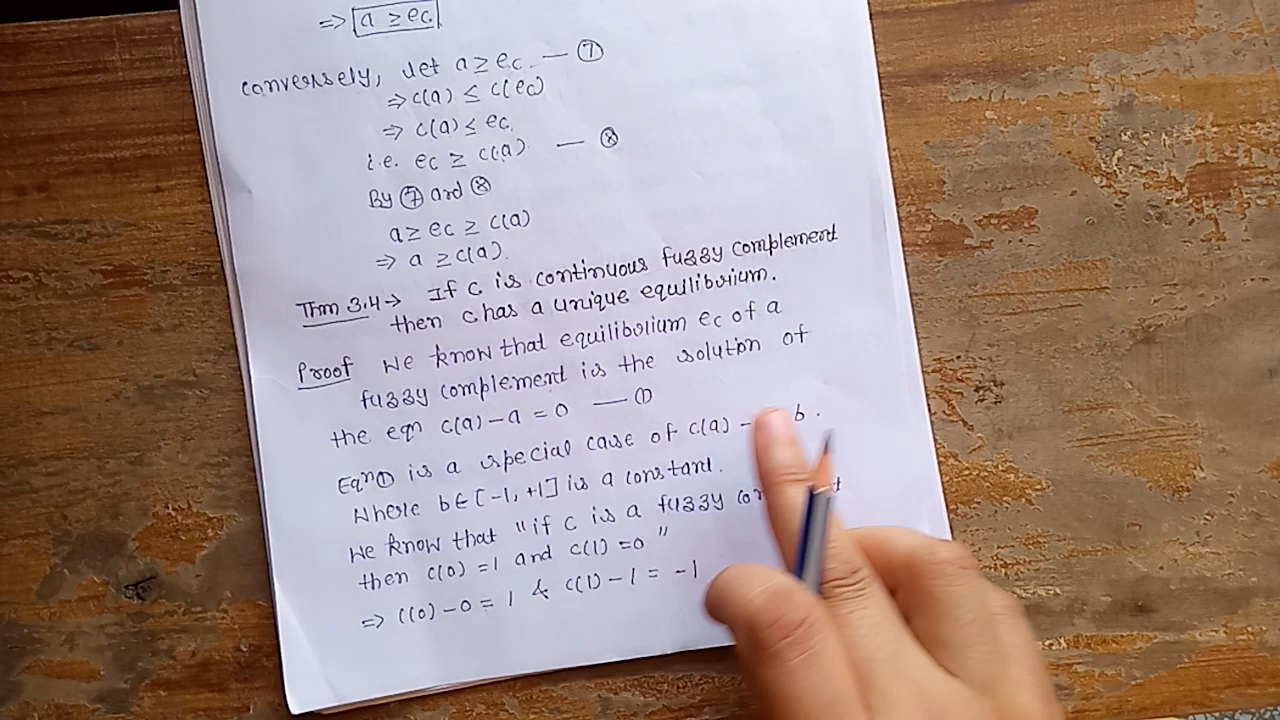 ⇒ a ≥ ec
conversely, let a ≥ ec. — ⑦
⇒ c(a) ≤ c(ec)
⇒ c(a) ≤ ec.
i.e. ec ≥ c(a). — ⑧
By ⑦ and ⑧
a ≥ ec ≥ c(a)
⇒ a ≥ c(a).
Thm 3.4 → If c is continuous fuzzy complement
then c has a unique equilibrium.
Proof We know that equilibrium ec of a
fuzzy complement is the solution of
the eqn c(a) - a = 0 — ①
Eqn ① is a special case of c(a) - b.
Where b ∈ [-1, +1] is a constant.
We know that "if c is a fuzzy
then c(0) = 1 and c(1) = 0"
⇒ c(0) - 0 = 1 & c(1) - 1 = -1